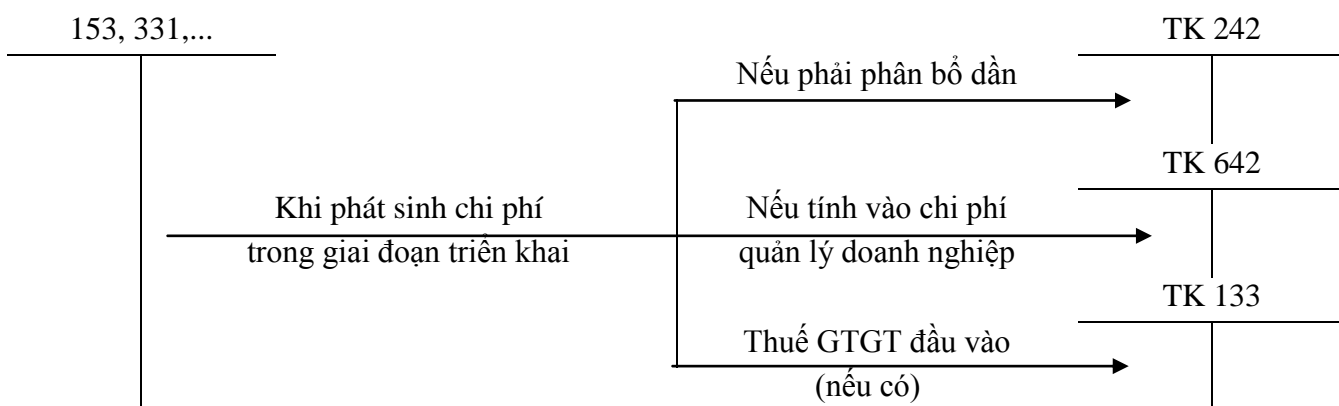 153, 331,...
TK 242
Nếu phải phân bổ dần
TK 642
Khi phát sinh chi phí
trong giai đoạn triển khai
Nếu tính vào chi phí
quản lý doanh nghiệp
TK 133
Thuế GTGT đầu vào
(nếu có)